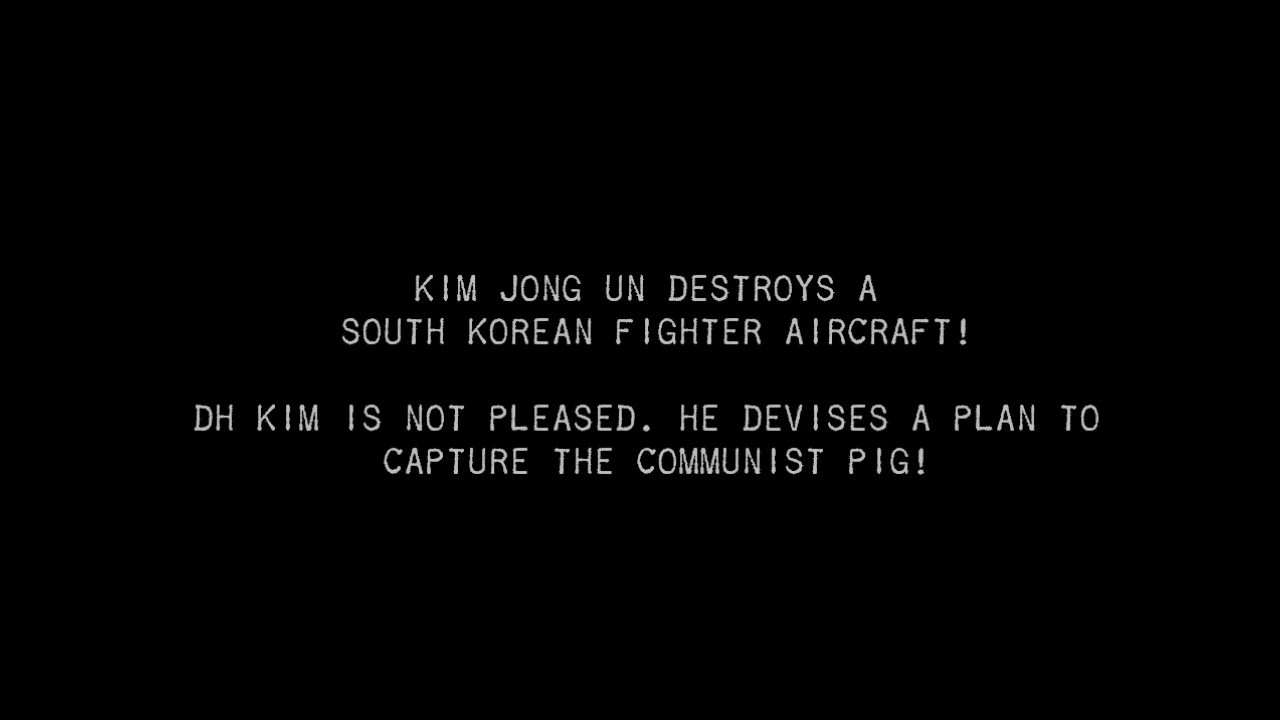 KIM JONG UN DESTROYS A
SOUTH KOREAN FIGHTER AIRCRAFT!
DH KIM IS NOT PLEASED. HE DEVISES A PLAN TO
CAPTURE THE COMMUNIST PIG!